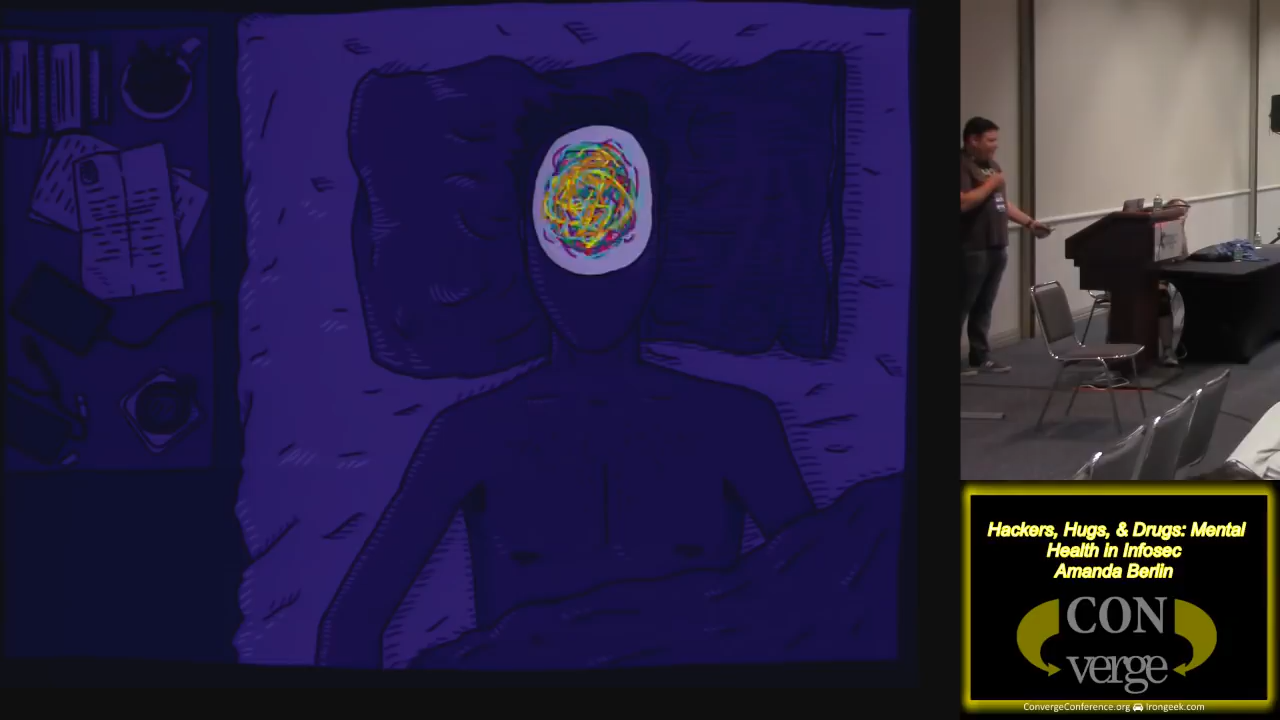 Hackers, Hugs, & Drugs: Mental
Health in Infosec
Amanda Berlin
CON
verge
ConvergeConference.org Irongeek.com